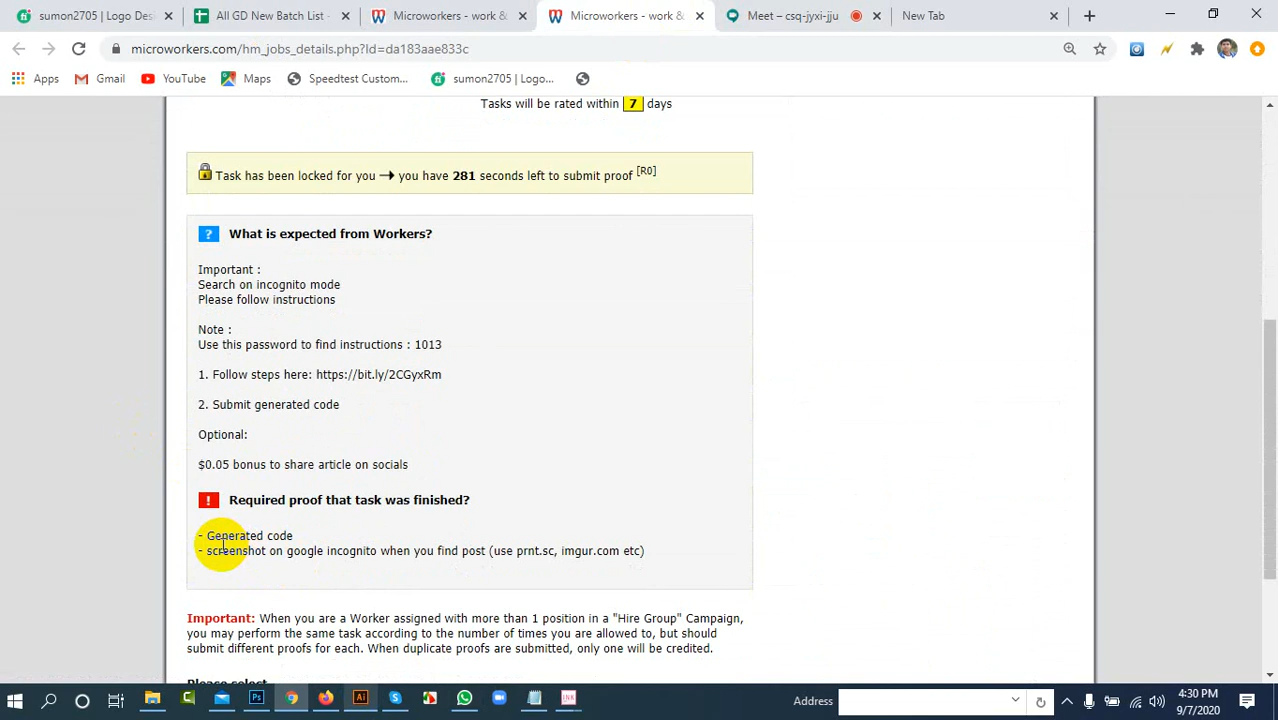 sumon2705 | Logo Des
All GD New Batch List -
Microworkers - work &
Microworkers - work &
Meet – csq-jyxi-jju
New Tab
microworkers.com/hm_jobs_details.php?Id=da183aae833c
Apps
Gmail
YouTube
Maps
Speedtest Custom...
sumon2705 | Logo...
Tasks will be rated within 7 days
Task has been locked for you → you have 281 seconds left to submit proof [R0]
? What is expected from Workers?
Important :
Search on incognito mode
Please follow instructions
Note :
Use this password to find instructions : 1013
1. Follow steps here: https://bit.ly/2CGyxRm
2. Submit generated code
Optional:
$0.05 bonus to share article on socials
! Required proof that task was finished?
- Generated code
- screenshot on google incognito when you find post (use prnt.sc, imgur.com etc)
Important: When you are a Worker assigned with more than 1 position in a "Hire Group" Campaign,
you may perform the same task according to the number of times you are allowed to, but should
submit different proofs for each. When duplicate proofs are submitted, only one will be credited.
Please select
Address
4:30 PM
9/7/2020